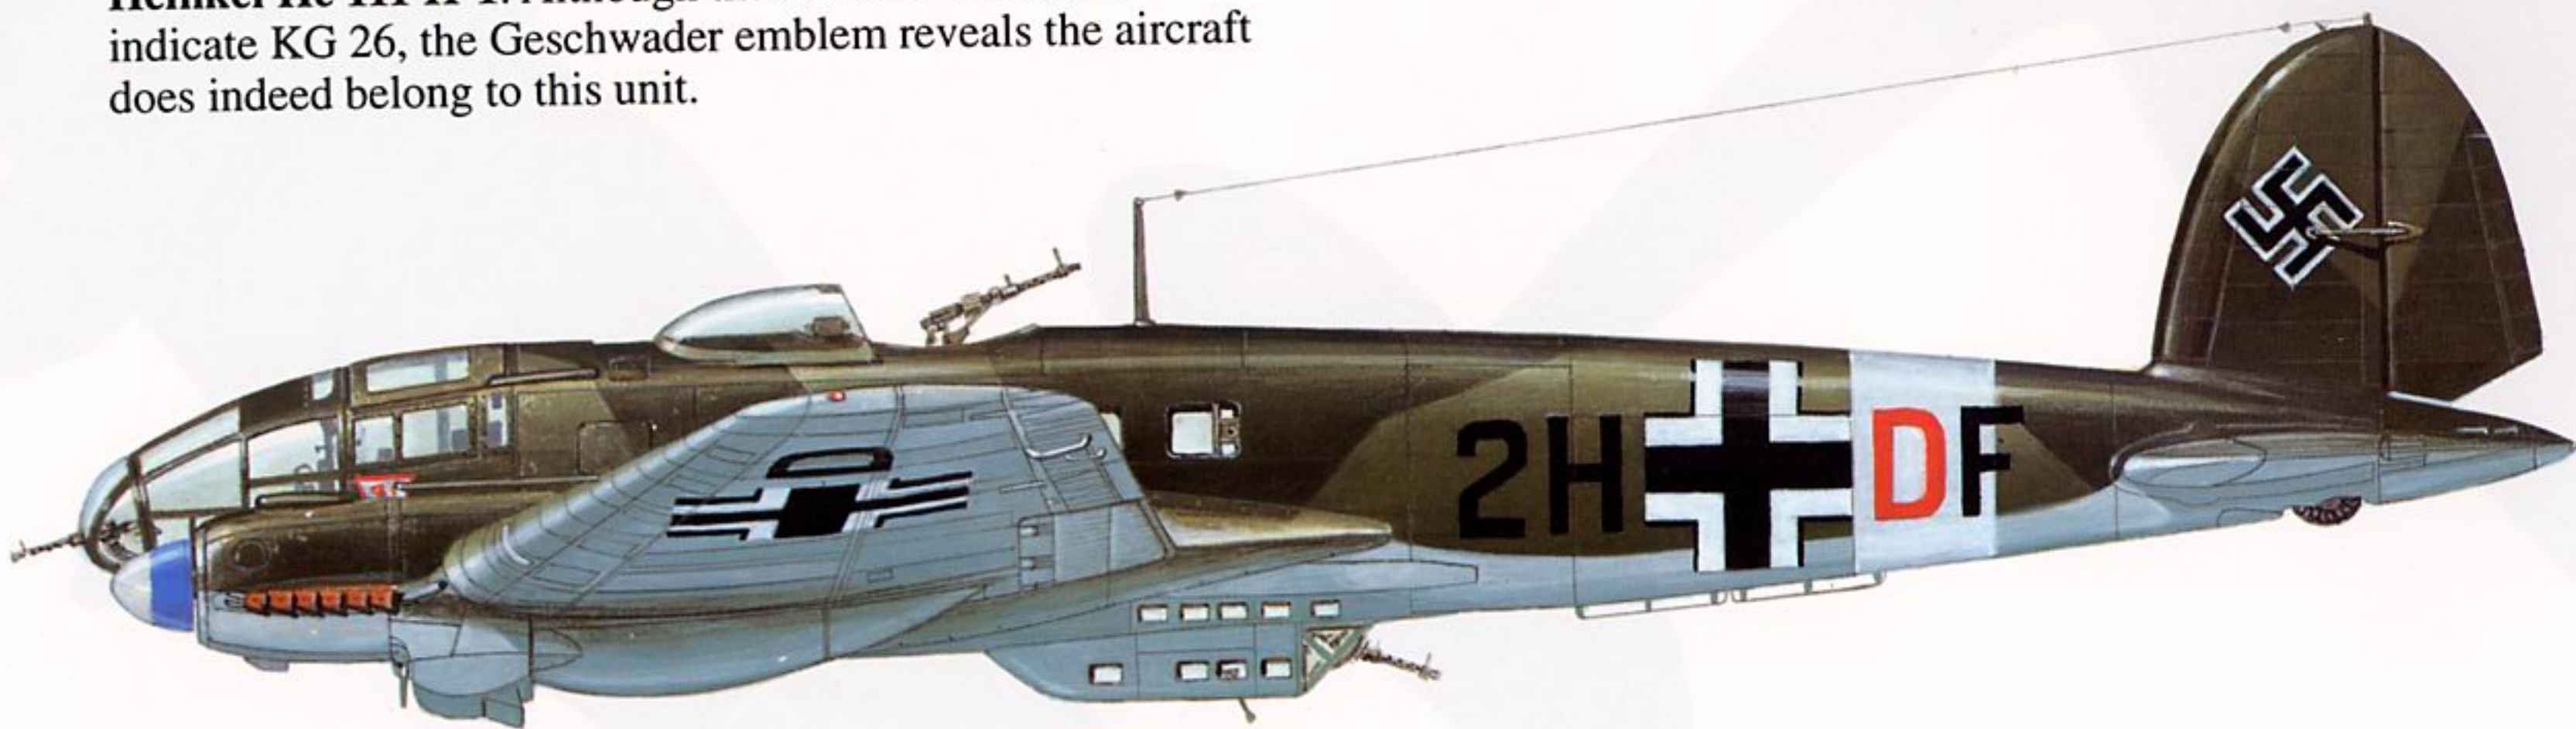 indicate KG 26, the Geschwader emblem reveals the aircraft
does indeed belong to this unit.
D
2H DF